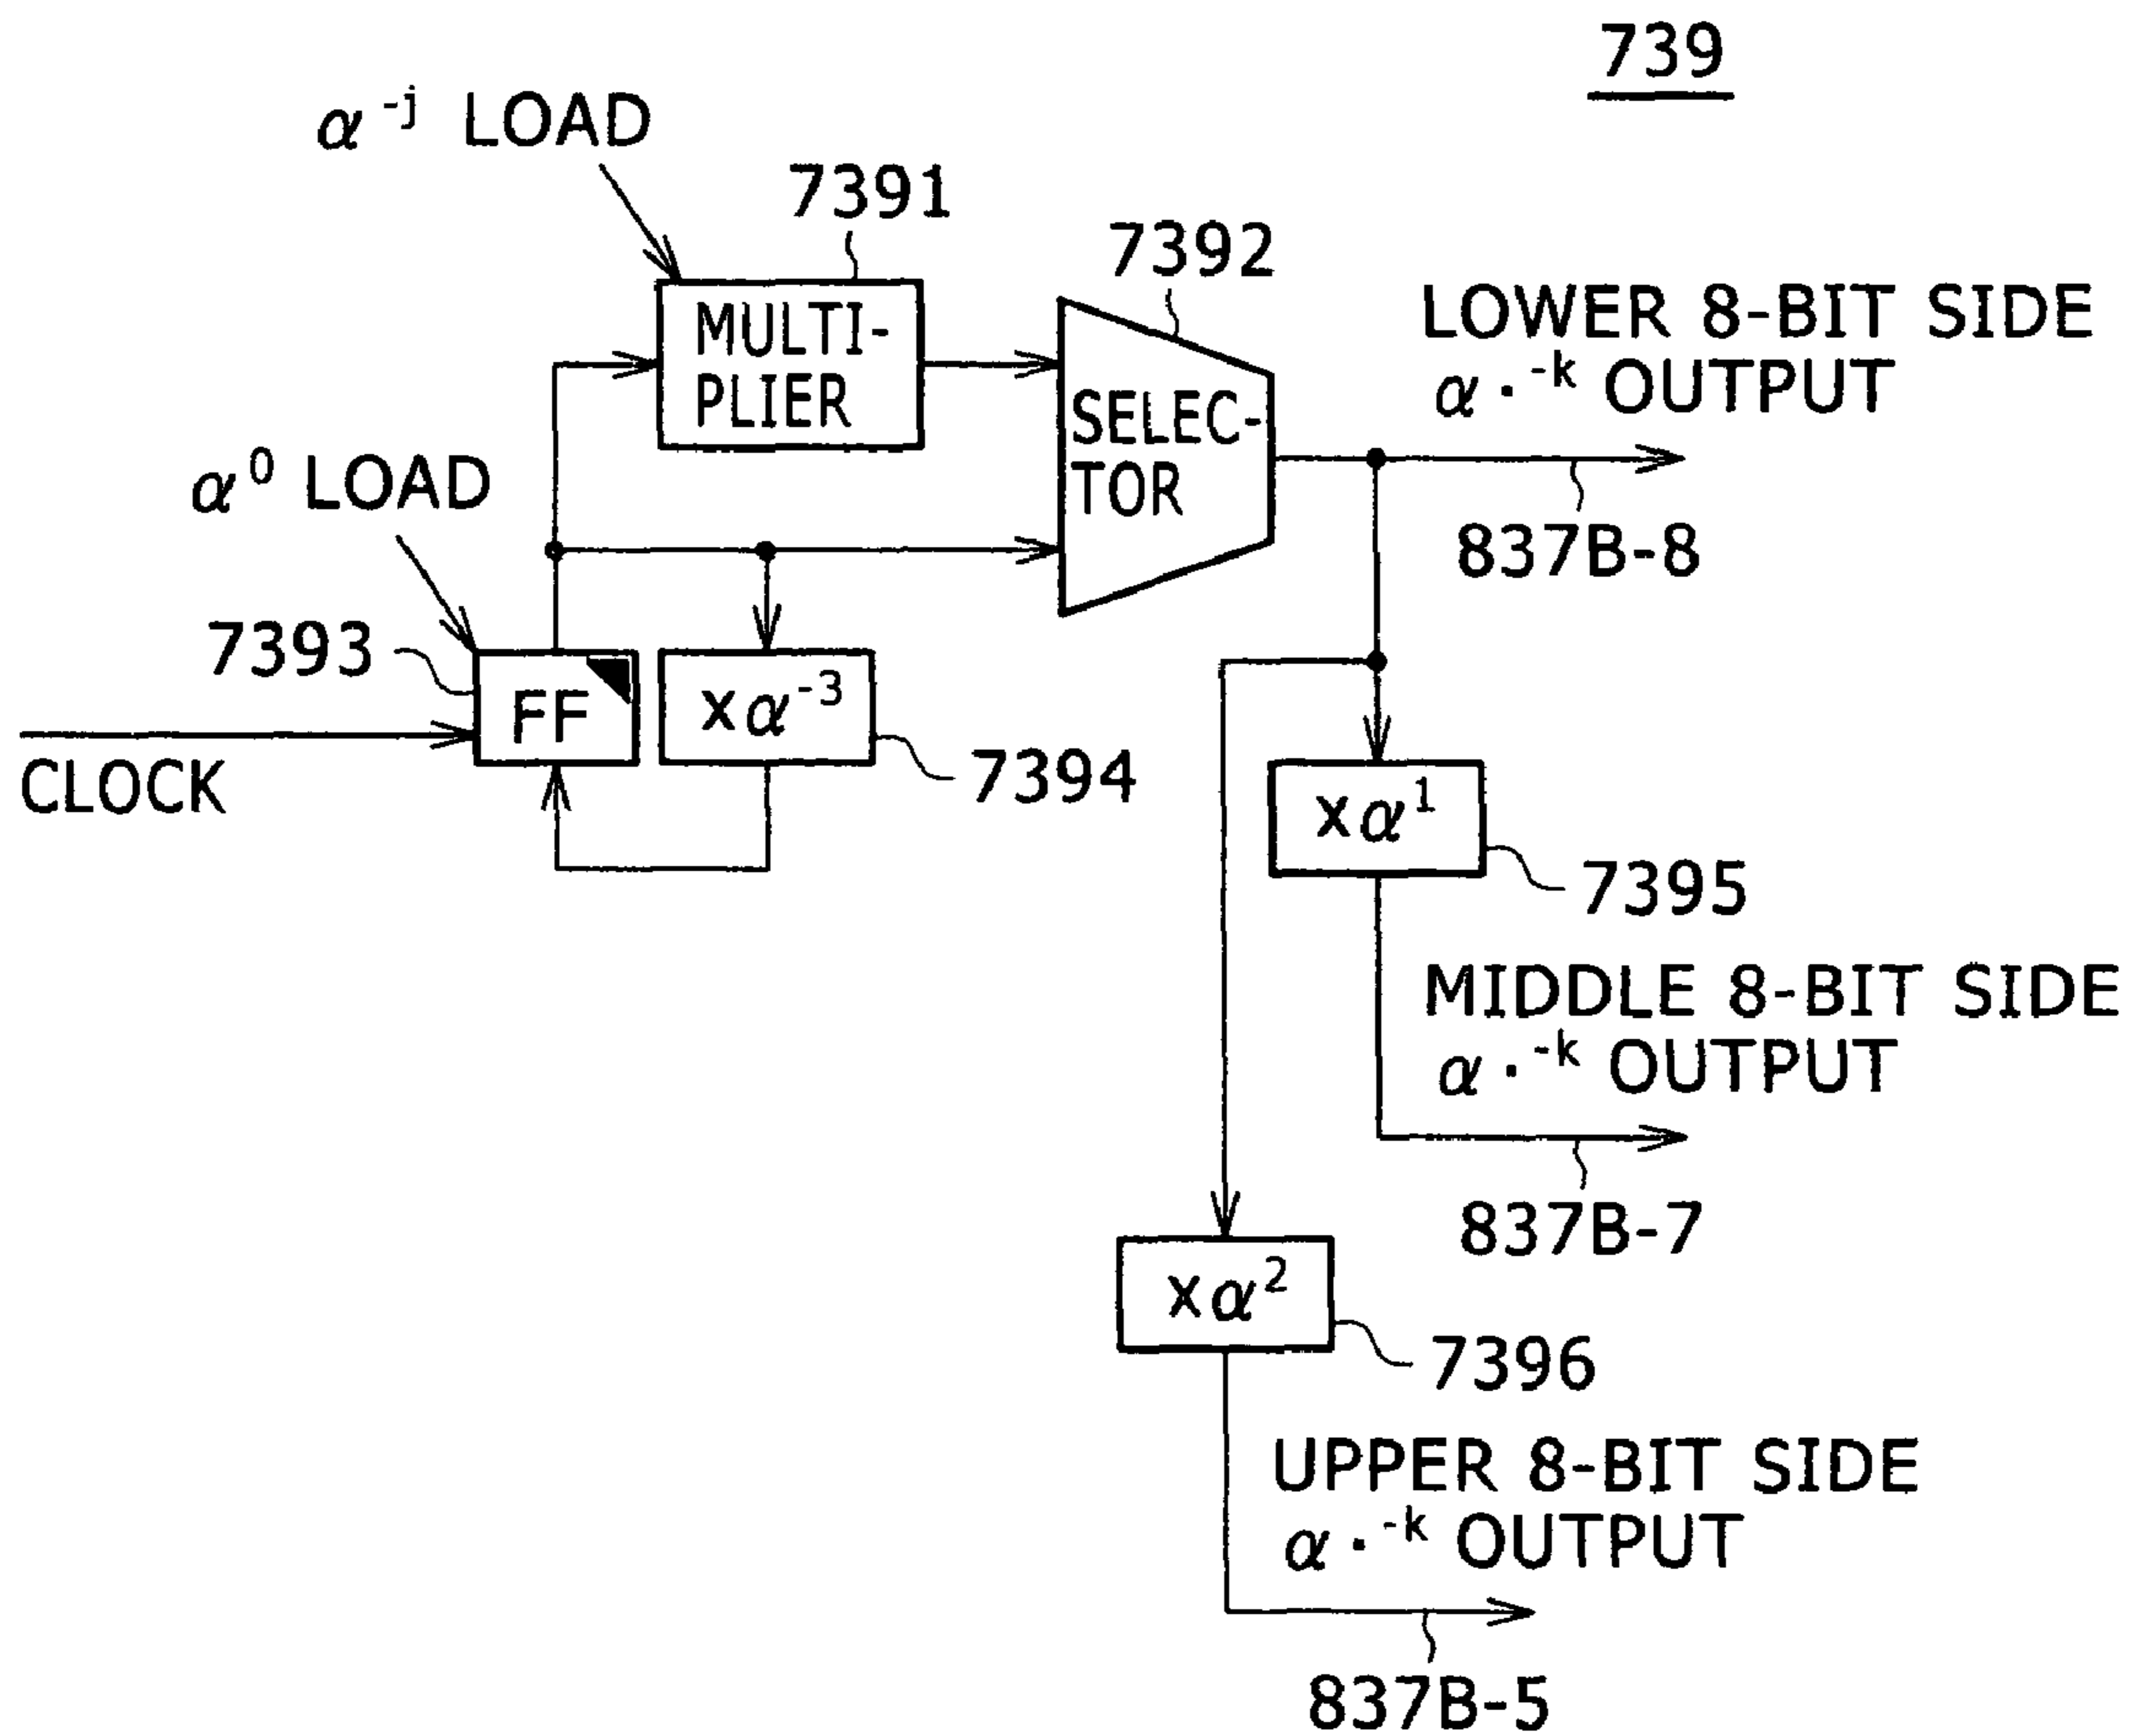 739
α⁻ʲ LOAD
7391
7392
MULTI-
PLIER
LOWER 8-BIT SIDE
α·⁻ᵏ OUTPUT
SELEC-
TOR
α⁰ LOAD
837B-8
7393
FF
xα⁻³
7394
CLOCK
xα¹
7395
MIDDLE 8-BIT SIDE
α·⁻ᵏ OUTPUT
837B-7
xα²
7396
UPPER 8-BIT SIDE
α·⁻ᵏ OUTPUT
837B-5